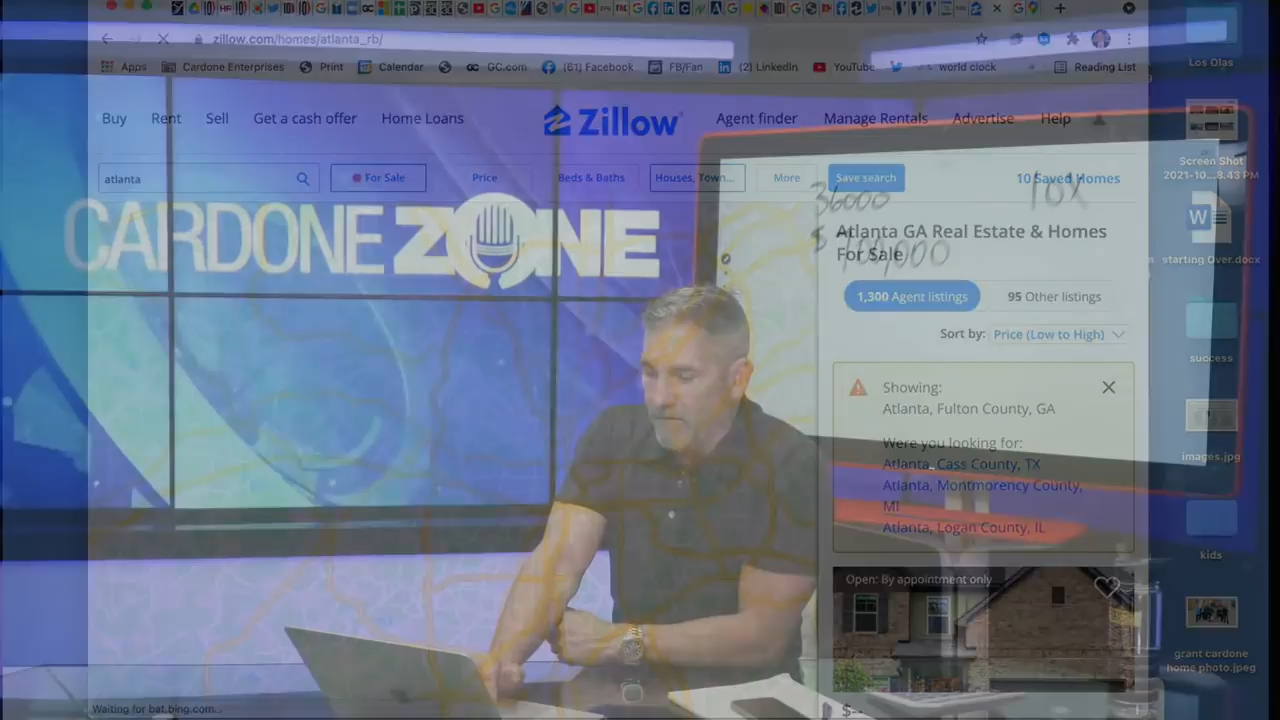 zillow.com/homes/atlanta_rb/
Apps Cardone Enterprises Print Calendar GC.com (61) Facebook FB/Fan (2) LinkedIn YouTube world clock Reading List
Los Olas
Buy Rent Sell Get a cash offer Home Loans Zillow Agent finder Manage Rentals Advertise Help
Screen Shot
2021-10...8.43 PM
atlanta For Sale Price Beds & Baths Houses, Town... More Save search 10 Saved Homes
36000 10X
CARDONE ZONE
W
Atlanta GA Real Estate & Homes
For Sale
starting Over.docx
1,300 Agent listings 95 Other listings
Sort by: Price (Low to High)
success
Showing:
Atlanta, Fulton County, GA
Were you looking for:
images.jpg
Atlanta, Cass County, TX
Atlanta, Montmorency County,
MI
Atlanta, Logan County, IL
kids
Open: By appointment only
grant cardone
home photo.jpeg
Waiting for bat.bing.com...
$--